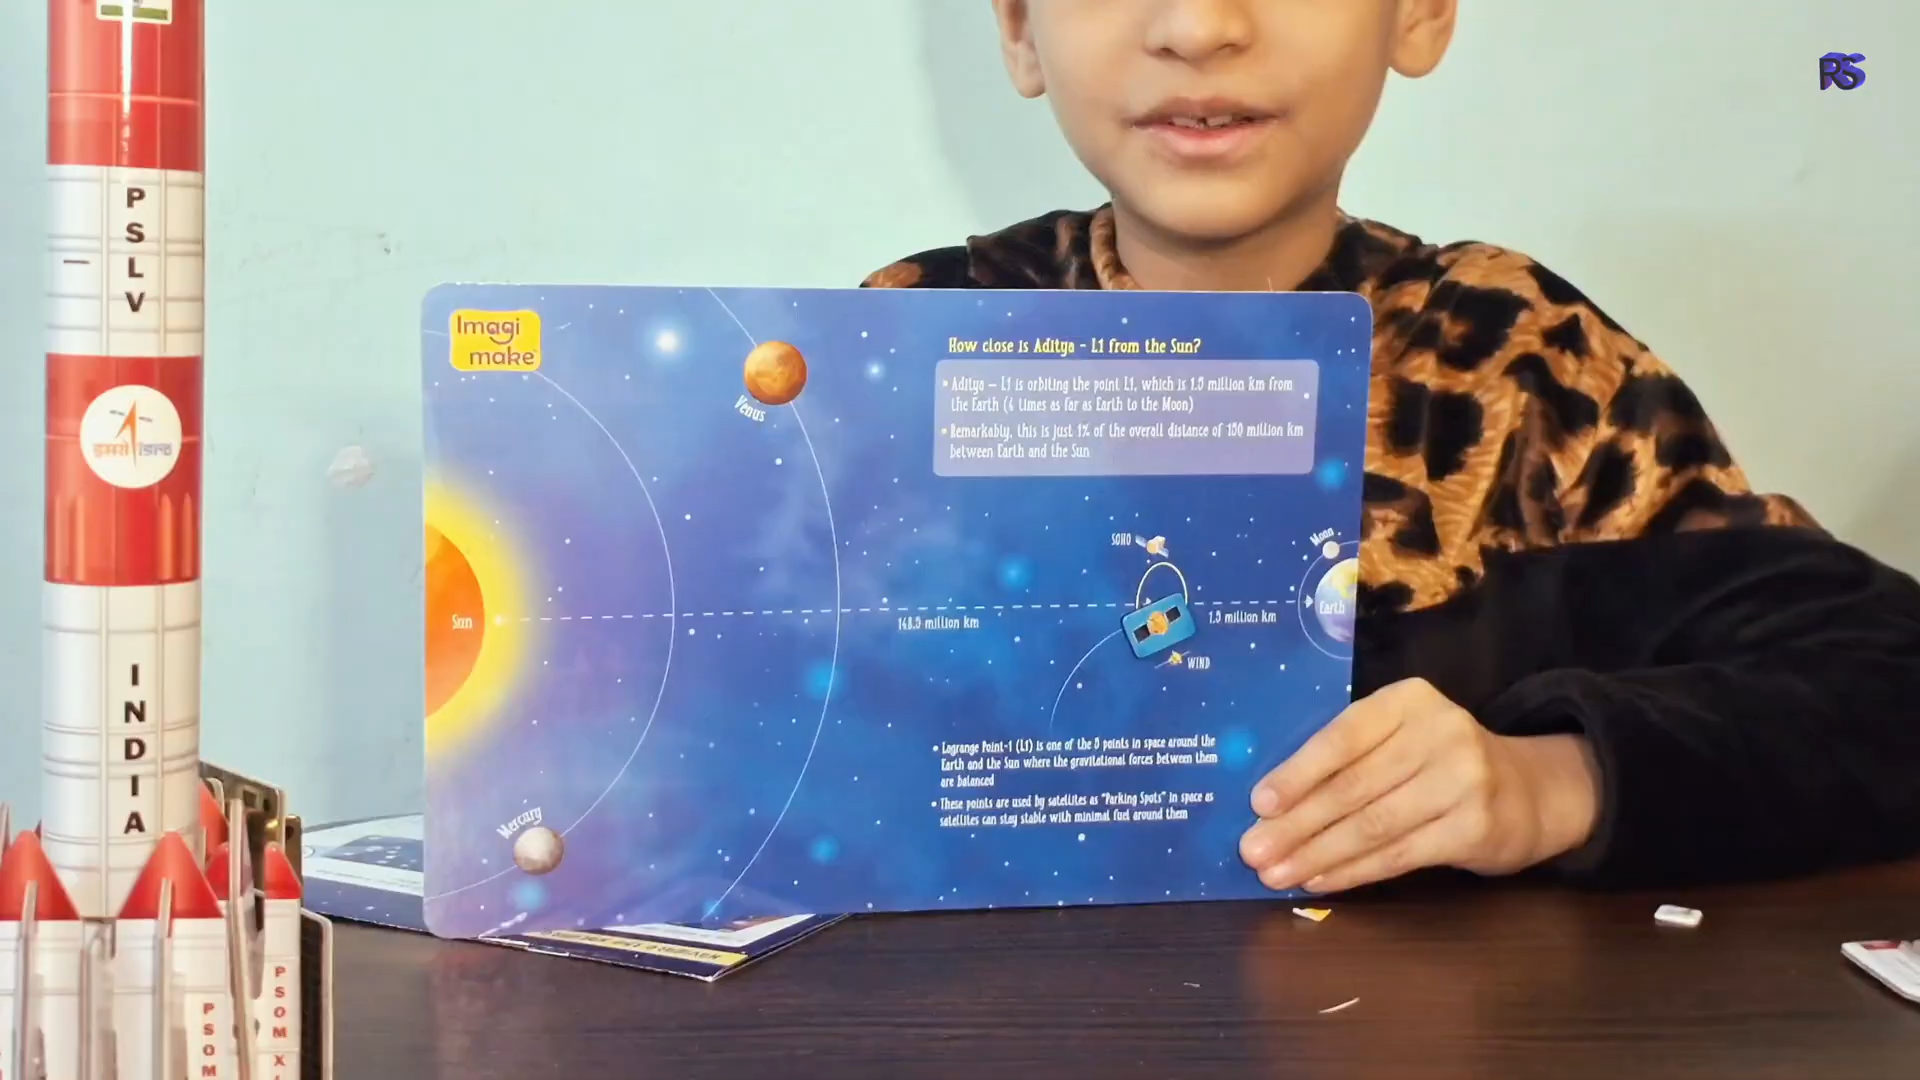 RS
P
S
L
V
इसरो isro
I
N
D
I
A
PSOM
PSOM X
Imagi
make
Venus
How close is Aditya - L1 from the Sun?
• Aditya – L1 is orbiting the point L1, which is 1.5 million km from
the Earth (4 times as far as Earth to the Moon)
• Remarkably, this is just 1% of the overall distance of 150 million km
between Earth and the Sun
SOHO
Moon
Sun
148.5 million km
1.5 million km
Earth
WIND
• Lagrange Point-1 (L1) is one of the 5 points in space around the
Earth and the Sun where the gravitational forces between them
are balanced
• These points are used by satellites as "Parking Spots" in space as
satellites can stay stable with minimal fuel around them
Mercury